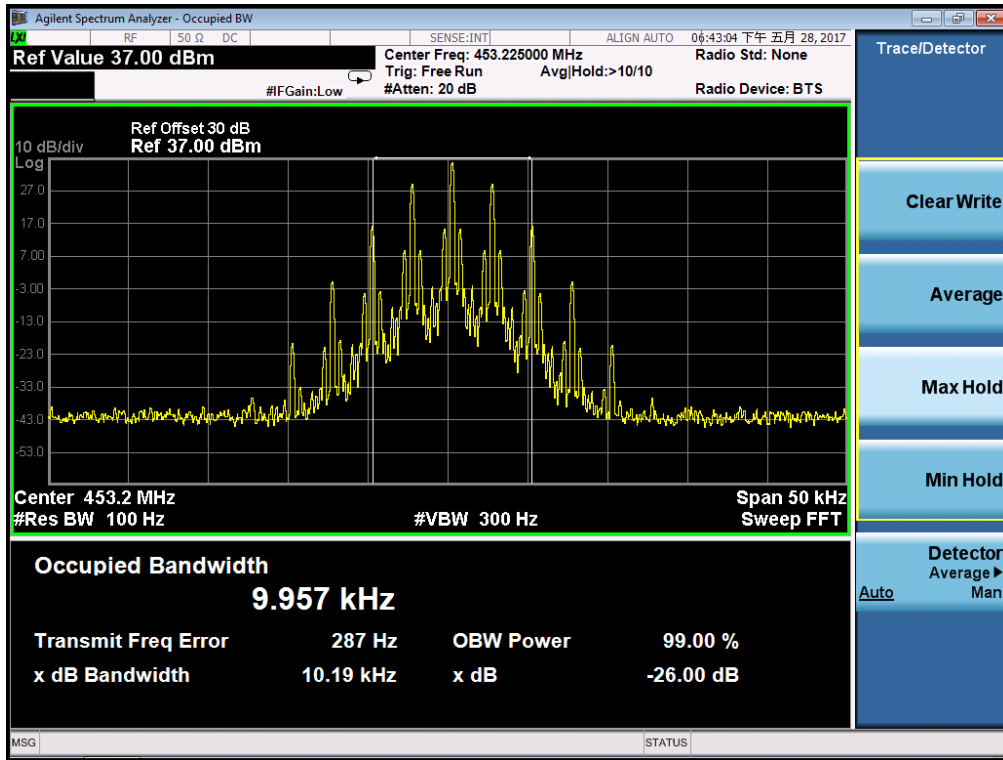 Agilent Spectrum Analyzer - Occupied BW
LXI RF 50 Ω DC SENSE:INT ALIGN AUTO 06:43:04 下午 五月 28, 2017
Ref Value 37.00 dBm
Center Freq: 453.225000 MHz Radio Std: None
Trig: Free Run Avg|Hold:>10/10
#IFGain:Low #Atten: 20 dB Radio Device: BTS
Trace/Detector
Ref Offset 30 dB
10 dB/div Ref 37.00 dBm
Log
27.0
17.0
7.00
-3.00
-13.0
-23.0
-33.0
-43.0
-53.0
Center 453.2 MHz Span 50 kHz
#Res BW 100 Hz #VBW 300 Hz Sweep FFT
Occupied Bandwidth
9.957 kHz
Transmit Freq Error 287 Hz OBW Power 99.00 %
x dB Bandwidth 10.19 kHz x dB -26.00 dB
Clear Write
Average
Max Hold
Min Hold
Detector
Average
Auto Man
MSG STATUS